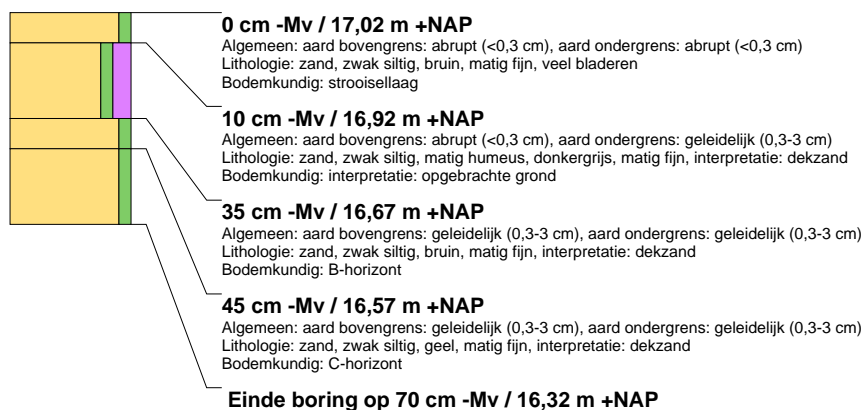 0 cm -Mv / 17,02 m +NAP
Algemeen: aard bovengrens: abrupt (<0,3 cm), aard ondergrens: abrupt (<0,3 cm)
Lithologie: zand, zwak siltig, bruin, matig fijn, veel bladeren
Bodemkundig: strooisellaag
10 cm -Mv / 16,92 m +NAP
Algemeen: aard bovengrens: abrupt (<0,3 cm), aard ondergrens: geleidelijk (0,3-3 cm)
Lithologie: zand, zwak siltig, matig humeus, donkergrijs, matig fijn, interpretatie: dekzand
Bodemkundig: interpretatie: opgebrachte grond
35 cm -Mv / 16,67 m +NAP
Algemeen: aard bovengrens: geleidelijk (0,3-3 cm), aard ondergrens: geleidelijk (0,3-3 cm)
Lithologie: zand, zwak siltig, bruin, matig fijn, interpretatie: dekzand
Bodemkundig: B-horizont
45 cm -Mv / 16,57 m +NAP
Algemeen: aard bovengrens: geleidelijk (0,3-3 cm), aard ondergrens: geleidelijk (0,3-3 cm)
Lithologie: zand, zwak siltig, geel, matig fijn, interpretatie: dekzand
Bodemkundig: C-horizont
Einde boring op 70 cm -Mv / 16,32 m +NAP